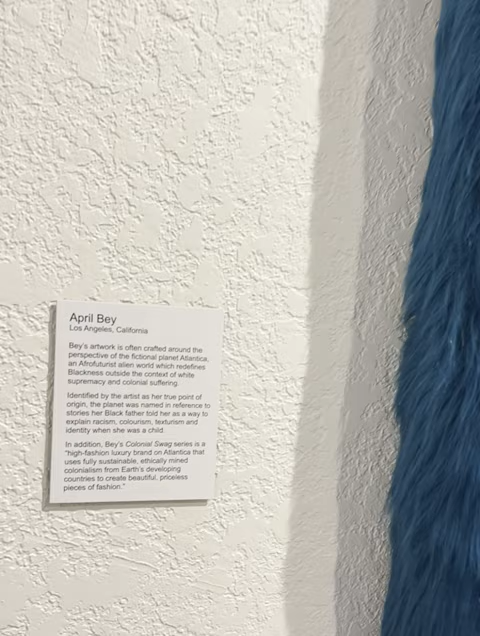 April Bey
Los Angeles, California
Bey's artwork is often crafted around the
perspective of the fictional planet Atlantica,
an Afrofuturist alien world which redefines
Blackness outside the context of white
supremacy and colonial suffering.
Identified by the artist as her true point of
origin, the planet was named in reference to
stories her Black father told her as a way to
explain racism, colourism, texturism and
identity when she was a child.
In addition, Bey's Colonial Swag series is a
"high-fashion luxury brand on Atlantica that
uses fully sustainable, ethically mined
colonialism from Earth's developing
countries to create beautiful, priceless
pieces of fashion."